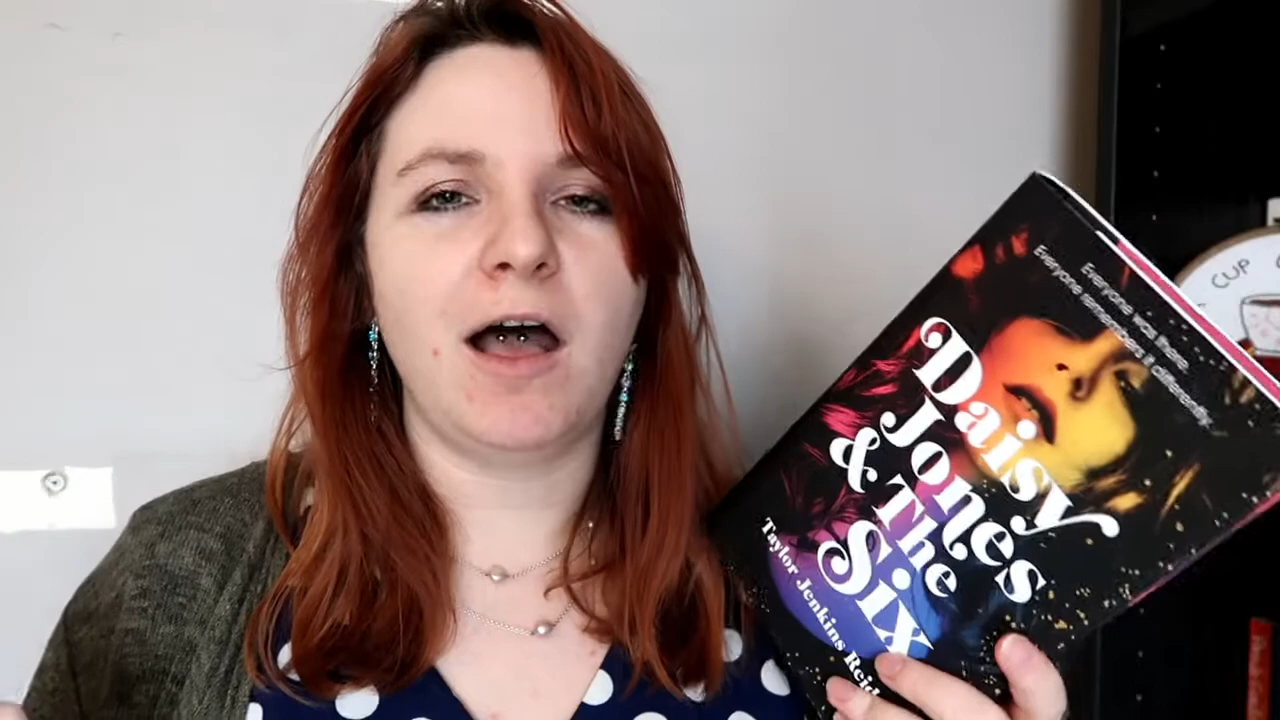 Everyone was there.
Everyone remembers it differently.
Daisy
Jones
& The
Six
Taylor Jenkins Reid
CUP